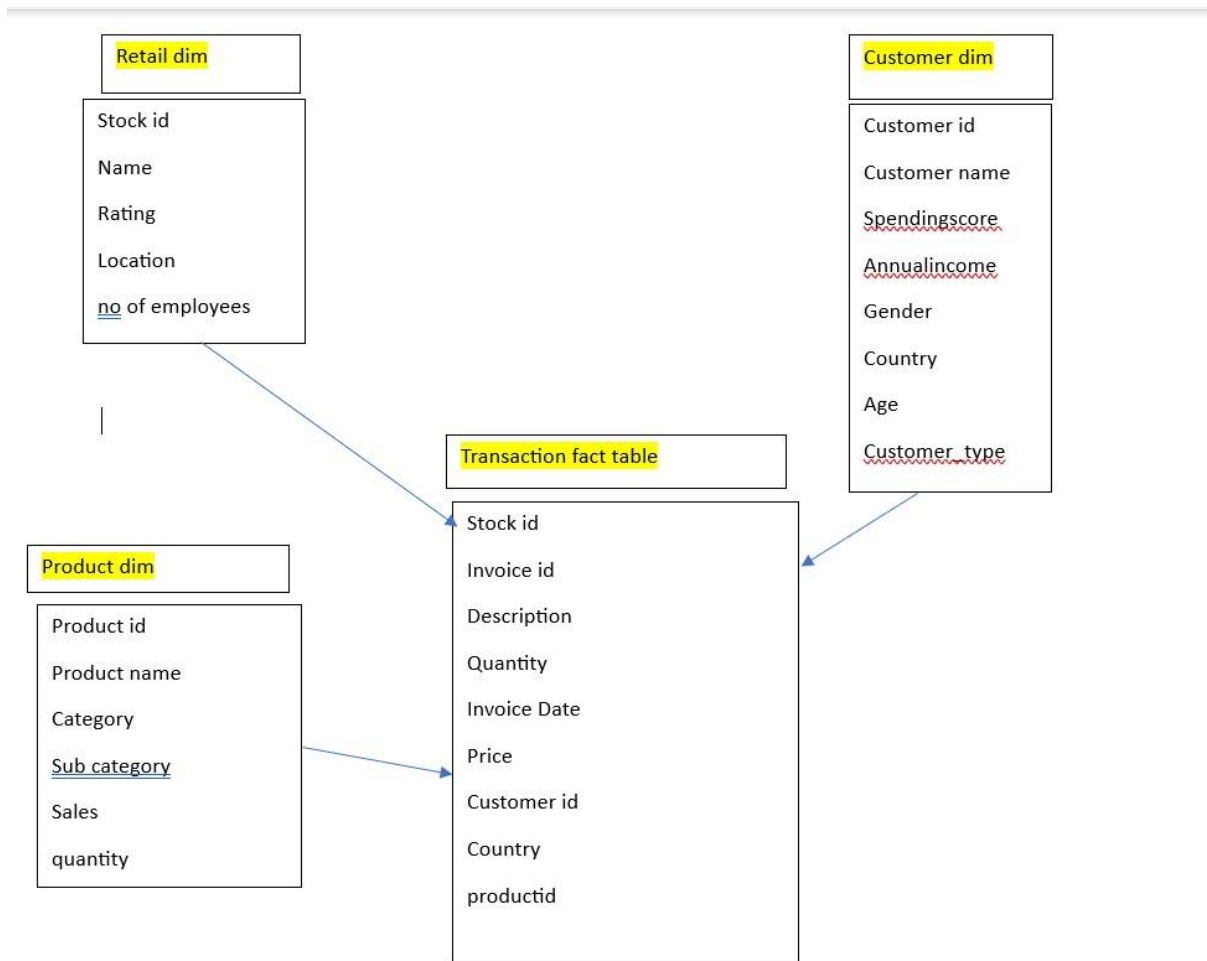 Retail dim
Stock id
Name
Rating
Location
no of employees
Customer dim
Customer id
Customer name
Spendingscore
Annualincome
Gender
Country
Age
Customer_type
Transaction fact table
Stock id
Invoice id
Description
Quantity
Invoice Date
Price
Customer id
Country
productid
Product dim
Product id
Product name
Category
Sub category
Sales
quantity